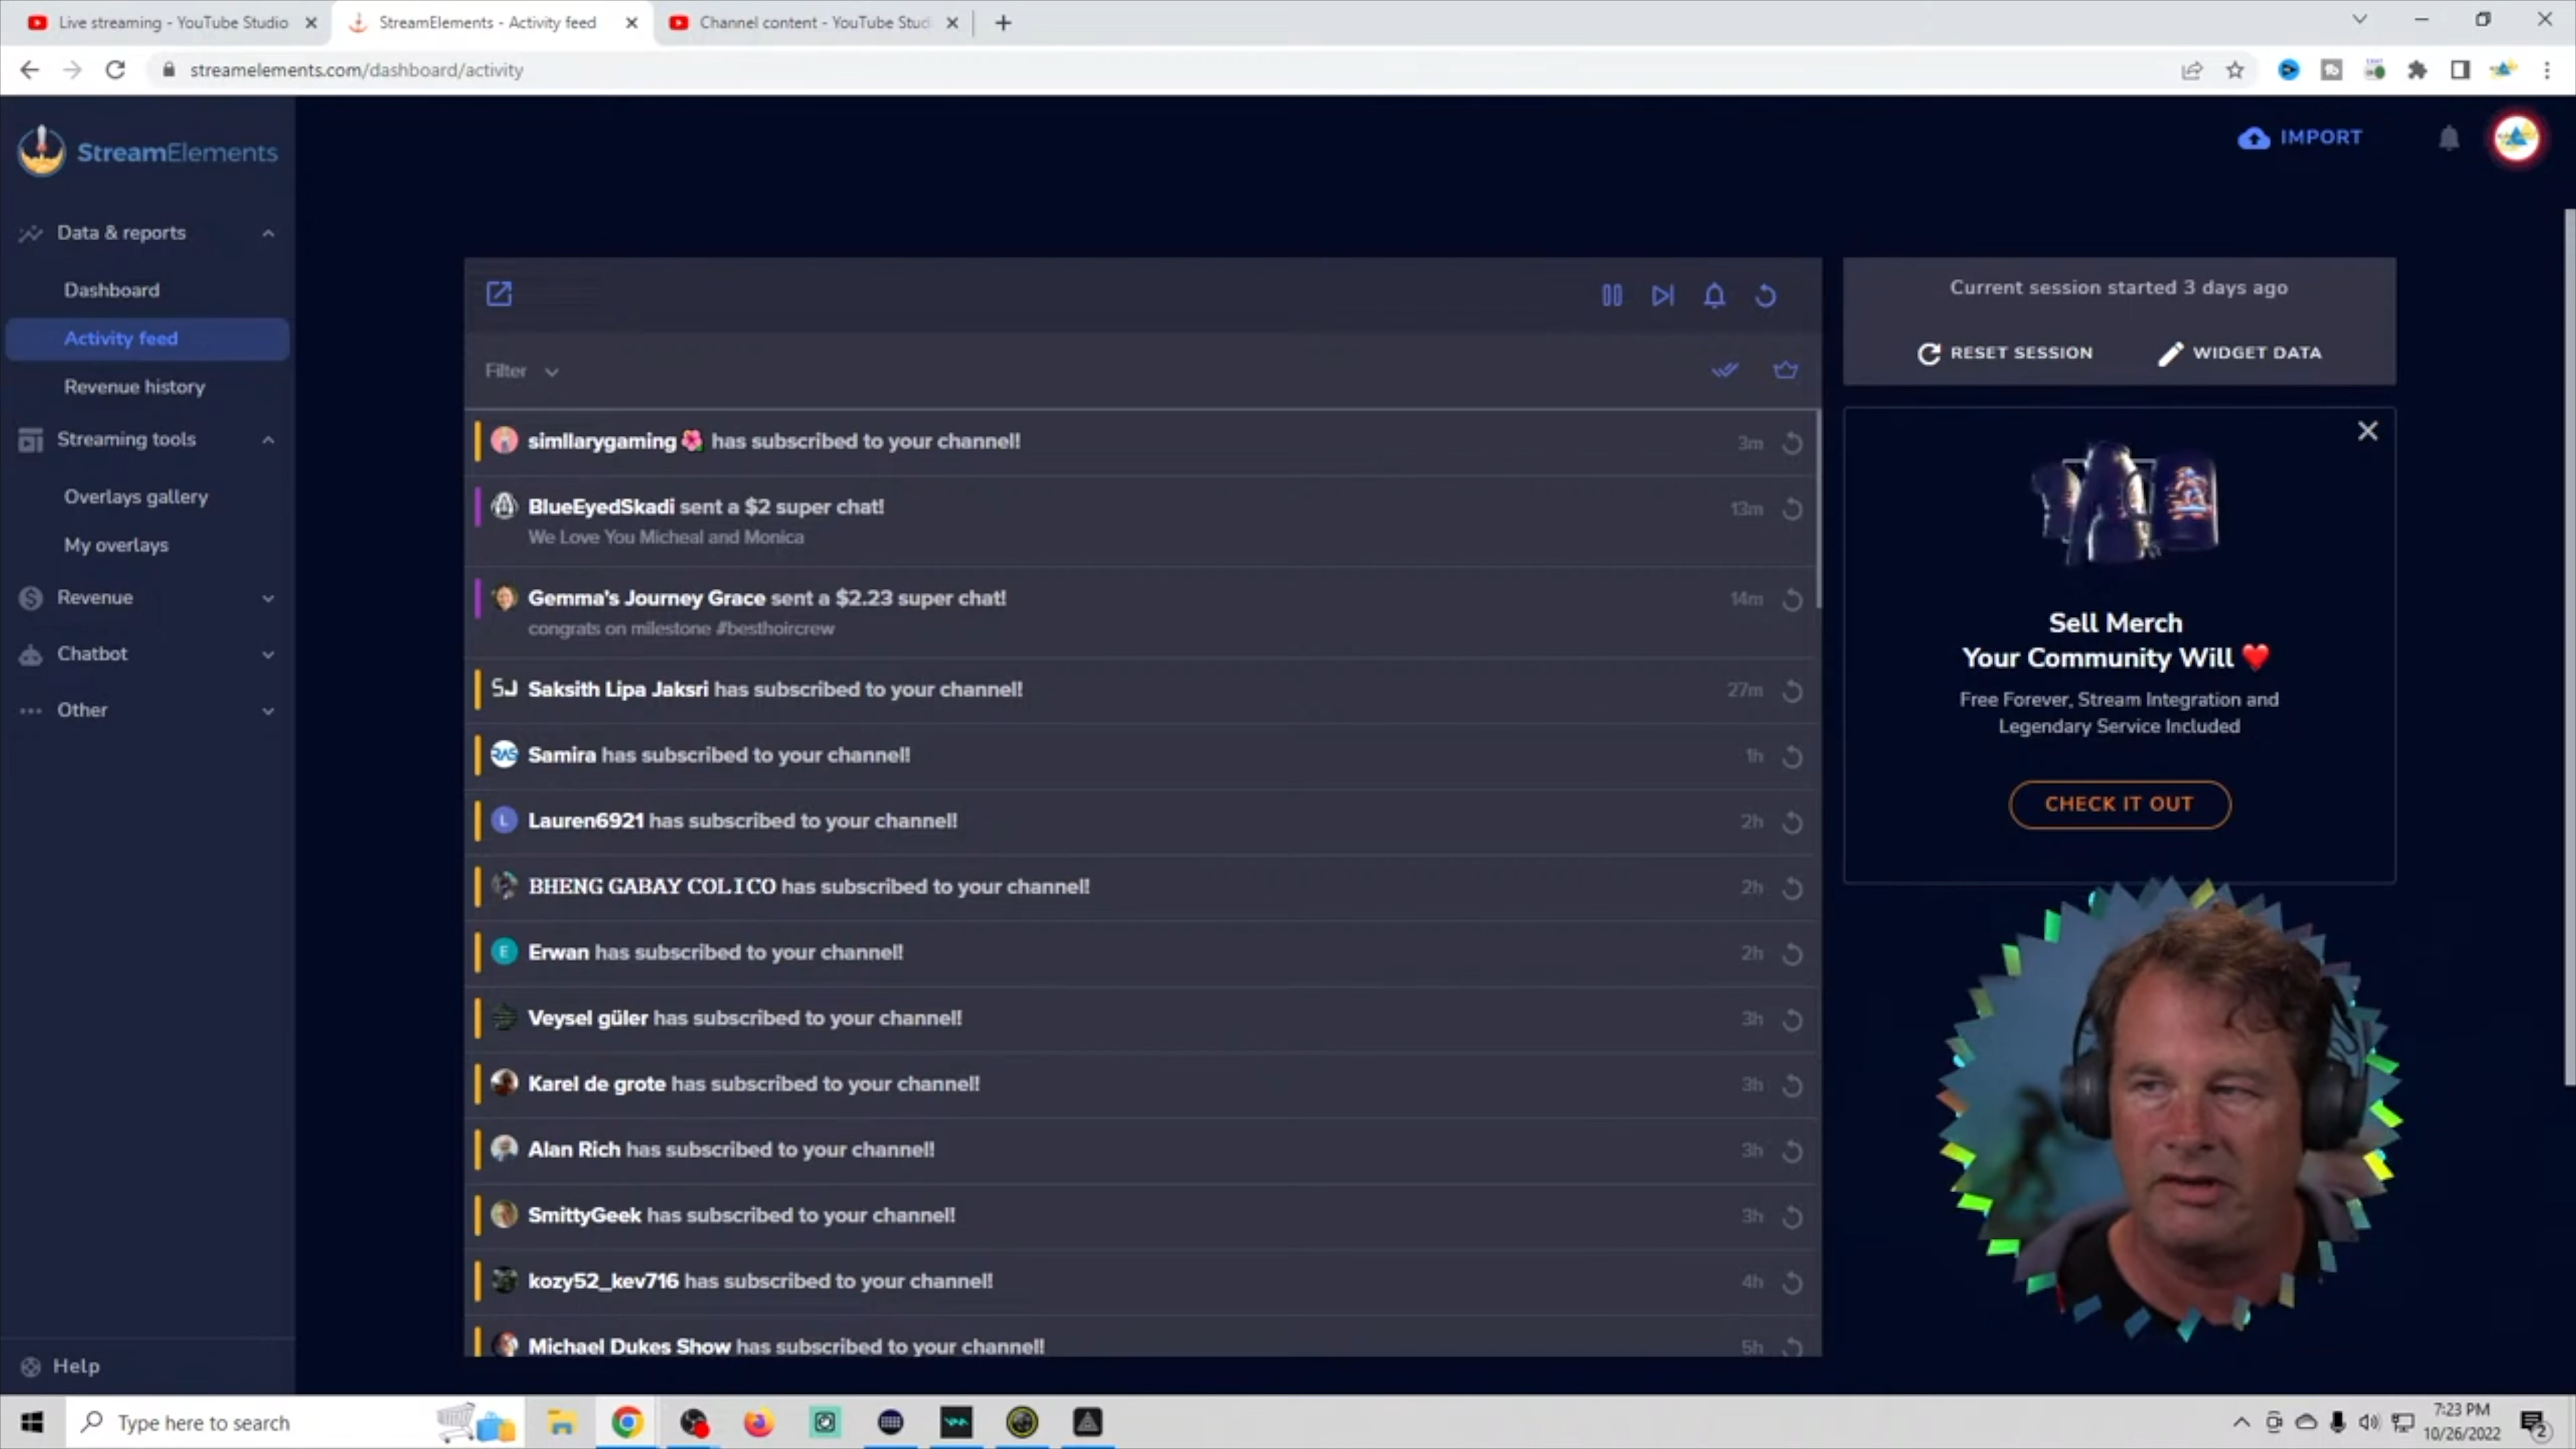 Live streaming - YouTube Studio
StreamElements - Activity feed
Channel content - YouTube Stud
streamelements.com/dashboard/activity
StreamElements
IMPORT
Data & reports
Dashboard
Activity feed
Revenue history
Streaming tools
Overlays gallery
My overlays
Revenue
Chatbot
Other
Help
Filter
simllarygaming🌺 has subscribed to your channel! 3m
BlueEyedSkadi sent a $2 super chat! 13m
We Love You Micheal and Monica
Gemma's Journey Grace sent a $2.23 super chat! 14m
congrats on milestone #besthoircrew
SJ Saksith Lipa Jaksri has subscribed to your channel! 27m
RAS Samira has subscribed to your channel! 1h
L Lauren6921 has subscribed to your channel! 2h
BHENG GABAY COLICO has subscribed to your channel! 2h
E Erwan has subscribed to your channel! 2h
Veysel güler has subscribed to your channel! 3h
Karel de grote has subscribed to your channel! 3h
Alan Rich has subscribed to your channel! 3h
SmittyGeek has subscribed to your channel! 3h
kozy52_kev716 has subscribed to your channel! 4h
Michael Dukes Show has subscribed to your channel! 5h
Current session started 3 days ago
RESET SESSION
WIDGET DATA
Sell Merch
Your Community Will ❤️
Free Forever, Stream Integration and
Legendary Service Included
CHECK IT OUT
Type here to search
7:23 PM
10/26/2022
2